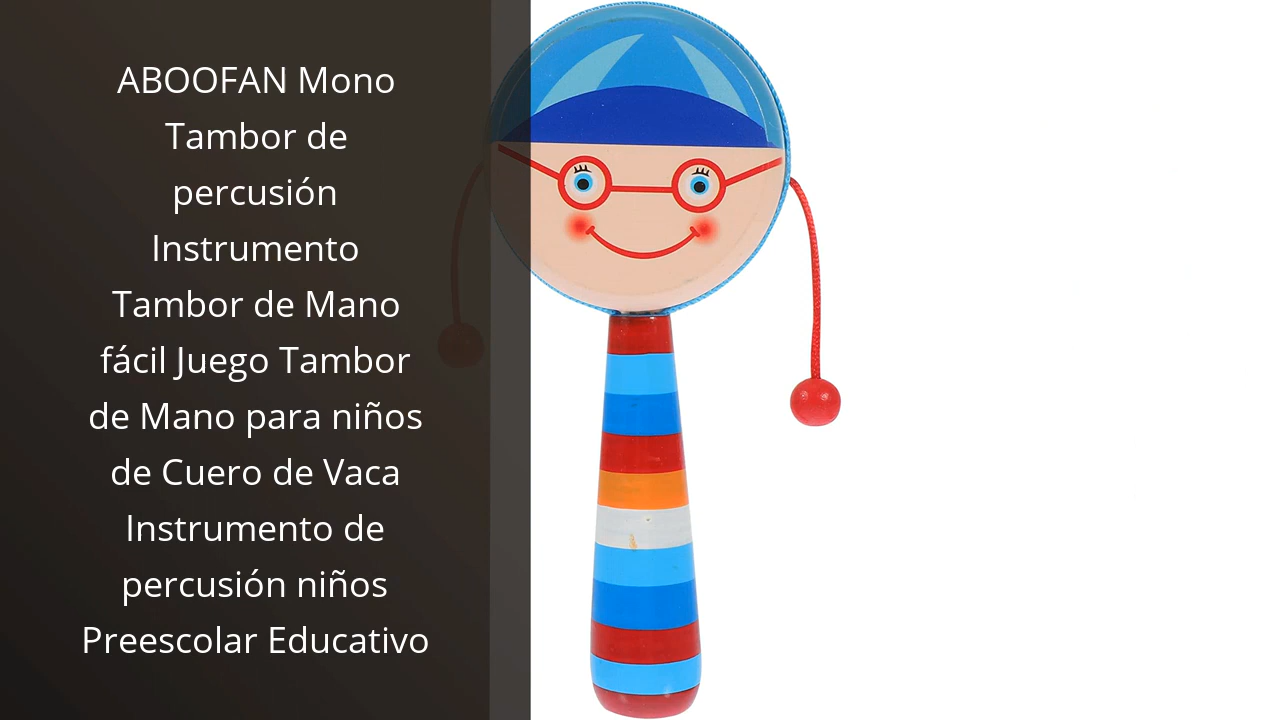 ABOOFAN Mono
Tambor de
percusión
Instrumento
Tambor de Mano
fácil Juego Tambor
de Mano para niños
de Cuero de Vaca
Instrumento de
percusión niños
Preescolar Educativo